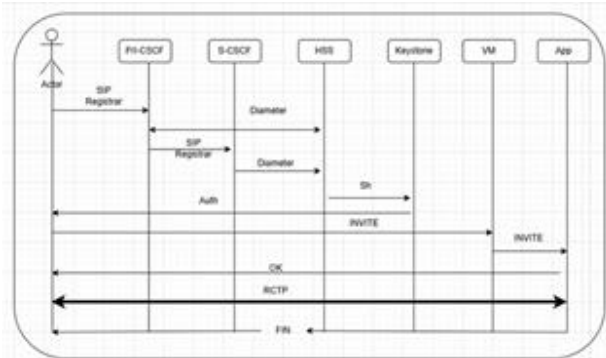 P/I-CSCF
S-CSCF
HSS
Keystone
VM
App
Actor
SIP
Registrar
Diameter
SIP
Registrar
Diameter
Sh
Auth
INVITE
INVITE
OK
RCTP
FIN